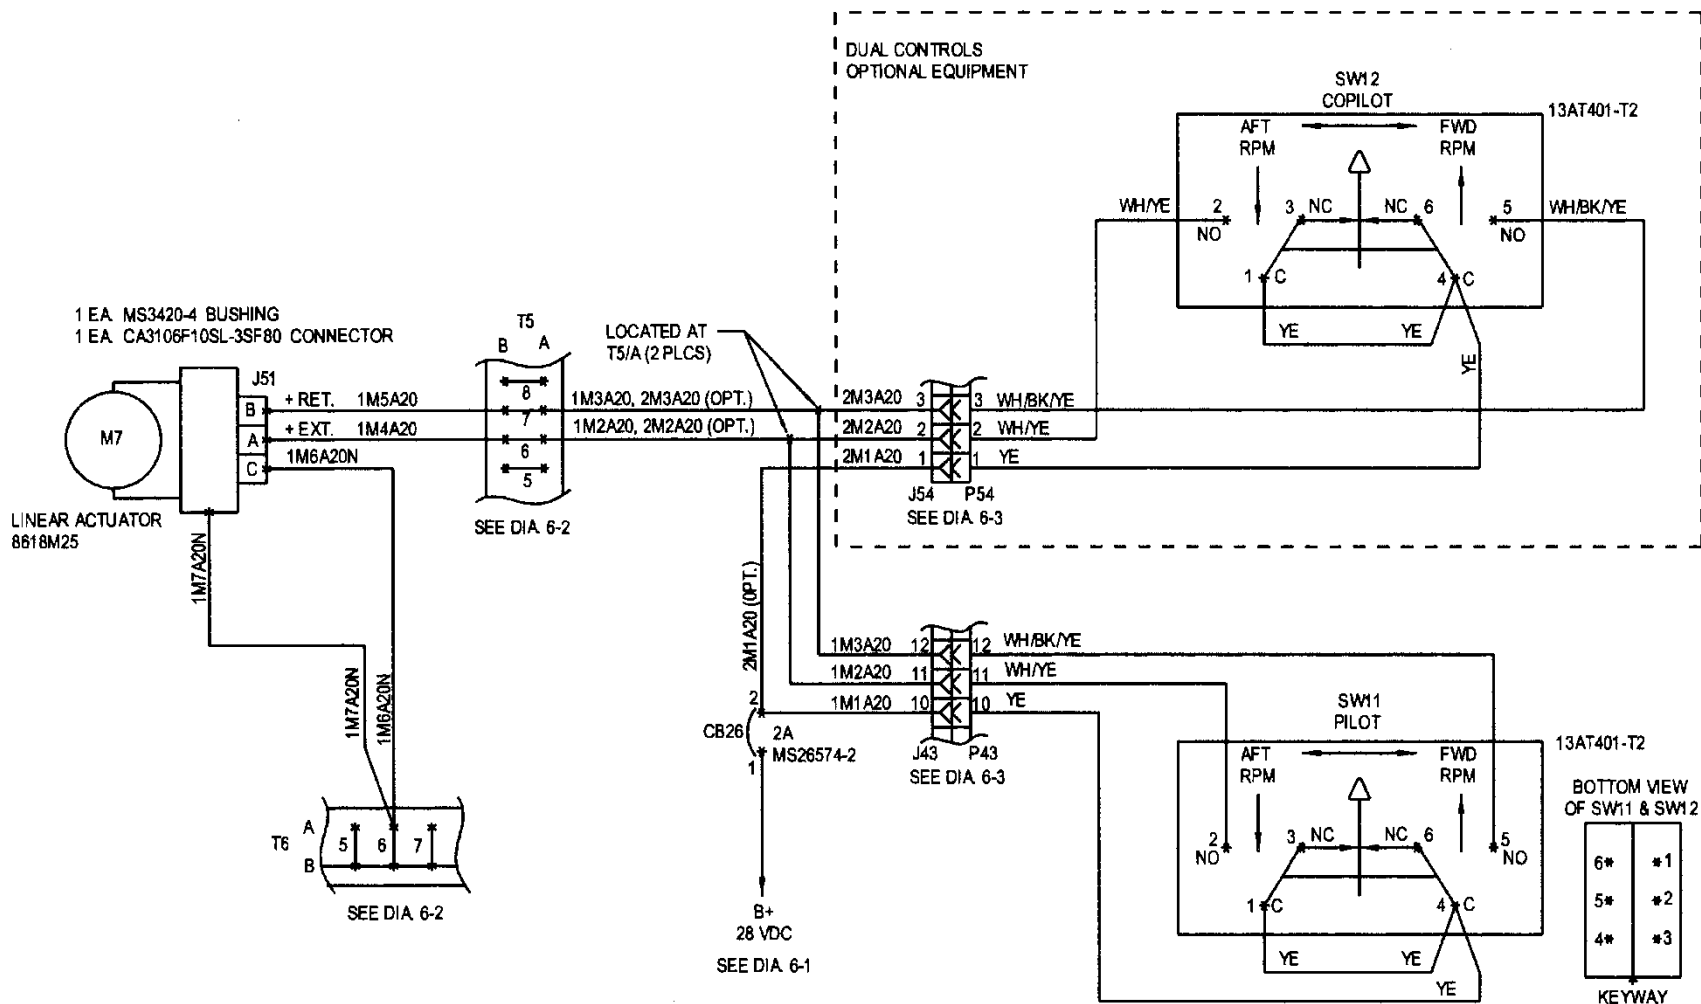 DUAL CONTROLS
OPTIONAL EQUIPMENT
SW12
COPILOT
13AT401-T2
AFT
RPM
FWD
RPM
WH/YE
2
NO
3
NC
NC
6
5
NO
WH/BK/YE
1
C
4
C
YE
YE
YE
1 EA. MS3420-4 BUSHING
1 EA. CA3106F10SL-3SF80 CONNECTOR
J51
M7
B
A
C
+ RET.
1M5A20
+ EXT.
1M4A20
1M6A20N
LINEAR ACTUATOR
8618M25
T5
B
A
8
7
6
5
SEE DIA. 6-2
LOCATED AT
T5/A (2 PLCS)
1M3A20, 2M3A20 (OPT.)
1M2A20, 2M2A20 (OPT.)
2M3A20
3
3
WH/BK/YE
2M2A20
2
2
WH/YE
2M1A20
1
1
YE
J54
P54
SEE DIA. 6-3
1M7A20N
1M7A20N
1M6A20N
2M1A20 (OPT.)
1M3A20
12
12
WH/BK/YE
1M2A20
11
11
WH/YE
1M1A20
10
10
YE
J43
P43
SEE DIA. 6-3
2
CB26
2A
MS26574-2
1
B+
28 VDC
SEE DIA. 6-1
T6
A
B
5
6
7
SEE DIA. 6-2
SW11
PILOT
13AT401-T2
AFT
RPM
FWD
RPM
2
NO
3
NC
NC
6
5
NO
1
C
4
C
YE
YE
YE
BOTTOM VIEW
OF SW11 & SW12
6
1
5
2
4
3
KEYWAY